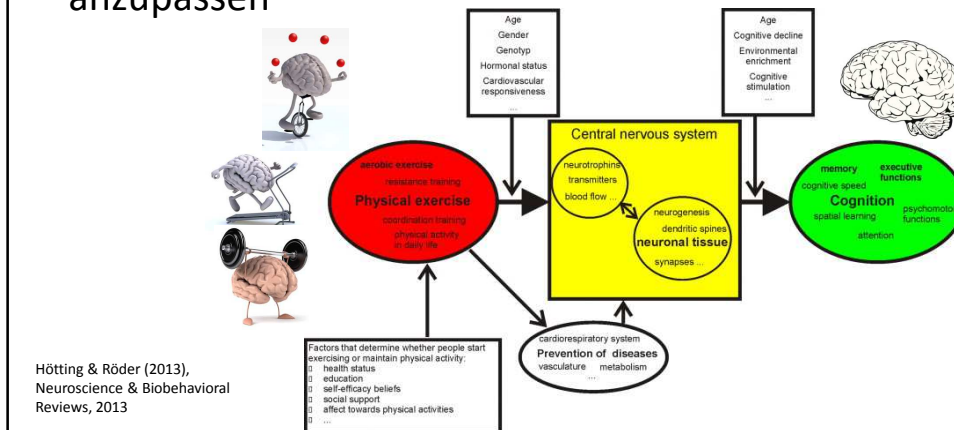 anzupassen
Age
Gender
Genotyp
Hormonal status
Cardiovascular
responsiveness
...
Age
Cognitive decline
Environmental
enrichment
Cognitive
stimulation
...
Central nervous system
neurotrophins
transmitters
blood flow ...
neurogenesis
dendritic spines
neuronal tissue
synapses ...
aerobic exercise
resistance training
Physical exercise
coordination training
physical activity
in daily life
memory
executive
functions
cognitive speed
Cognition
spatial learning
psychomotor
functions
attention
cardiorespiratory system
Prevention of diseases
vasculature metabolism
...
Factors that determine whether people start
exercising or maintain physical activity:
▯ health status
▯ education
▯ self-efficacy beliefs
▯ social support
▯ affect towards physical activities
▯ ...
Hötting & Röder (2013),
Neuroscience & Biobehavioral
Reviews, 2013